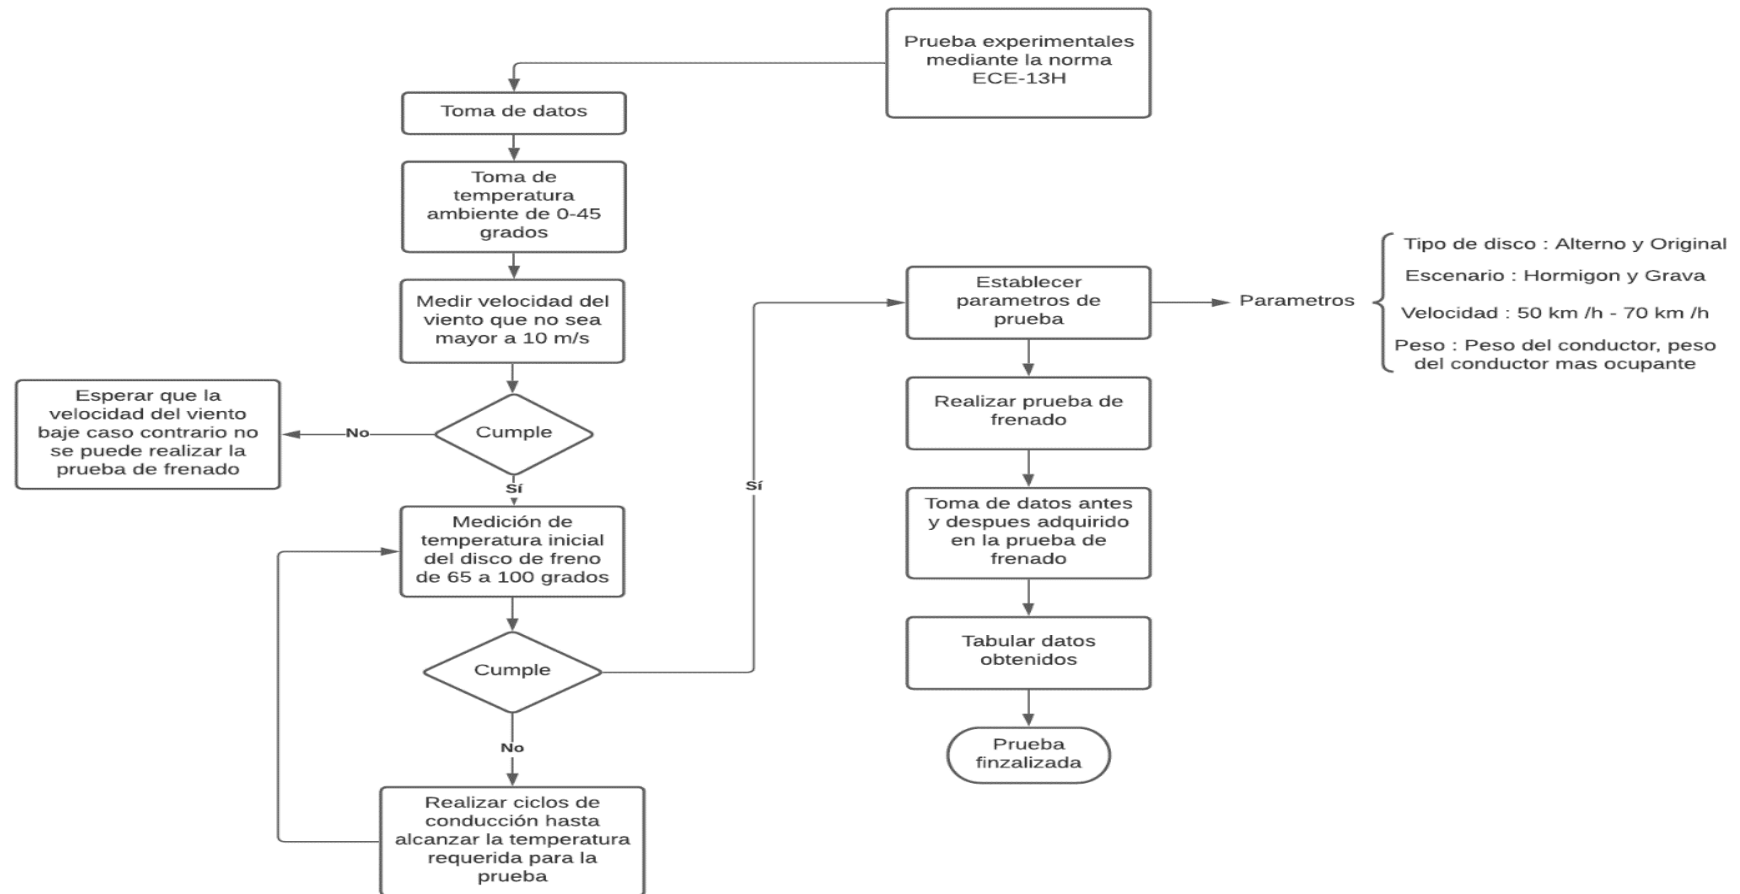 Prueba experimentales
mediante la norma
ECE-13H
Toma de datos
Toma de
temperatura
ambiente de 0-45
grados
Medir velocidad del
viento que no sea
mayor a 10 m/s
Cumple
No
Esperar que la
velocidad del viento
baje caso contrario no
se puede realizar la
prueba de frenado
Sí
Medición de
temperatura inicial
del disco de freno
de 65 a 100 grados
Cumple
No
Realizar ciclos de
conducción hasta
alcanzar la temperatura
requerida para la
prueba
Sí
Establecer
parametros de
prueba
Parametros
Tipo de disco : Alterno y Original
Escenario : Hormigon y Grava
Velocidad : 50 km /h - 70 km /h
Peso : Peso del conductor, peso
del conductor mas ocupante
Realizar prueba de
frenado
Toma de datos antes
y despues adquirido
en la prueba de
frenado
Tabular datos
obtenidos
Prueba
finzalizada